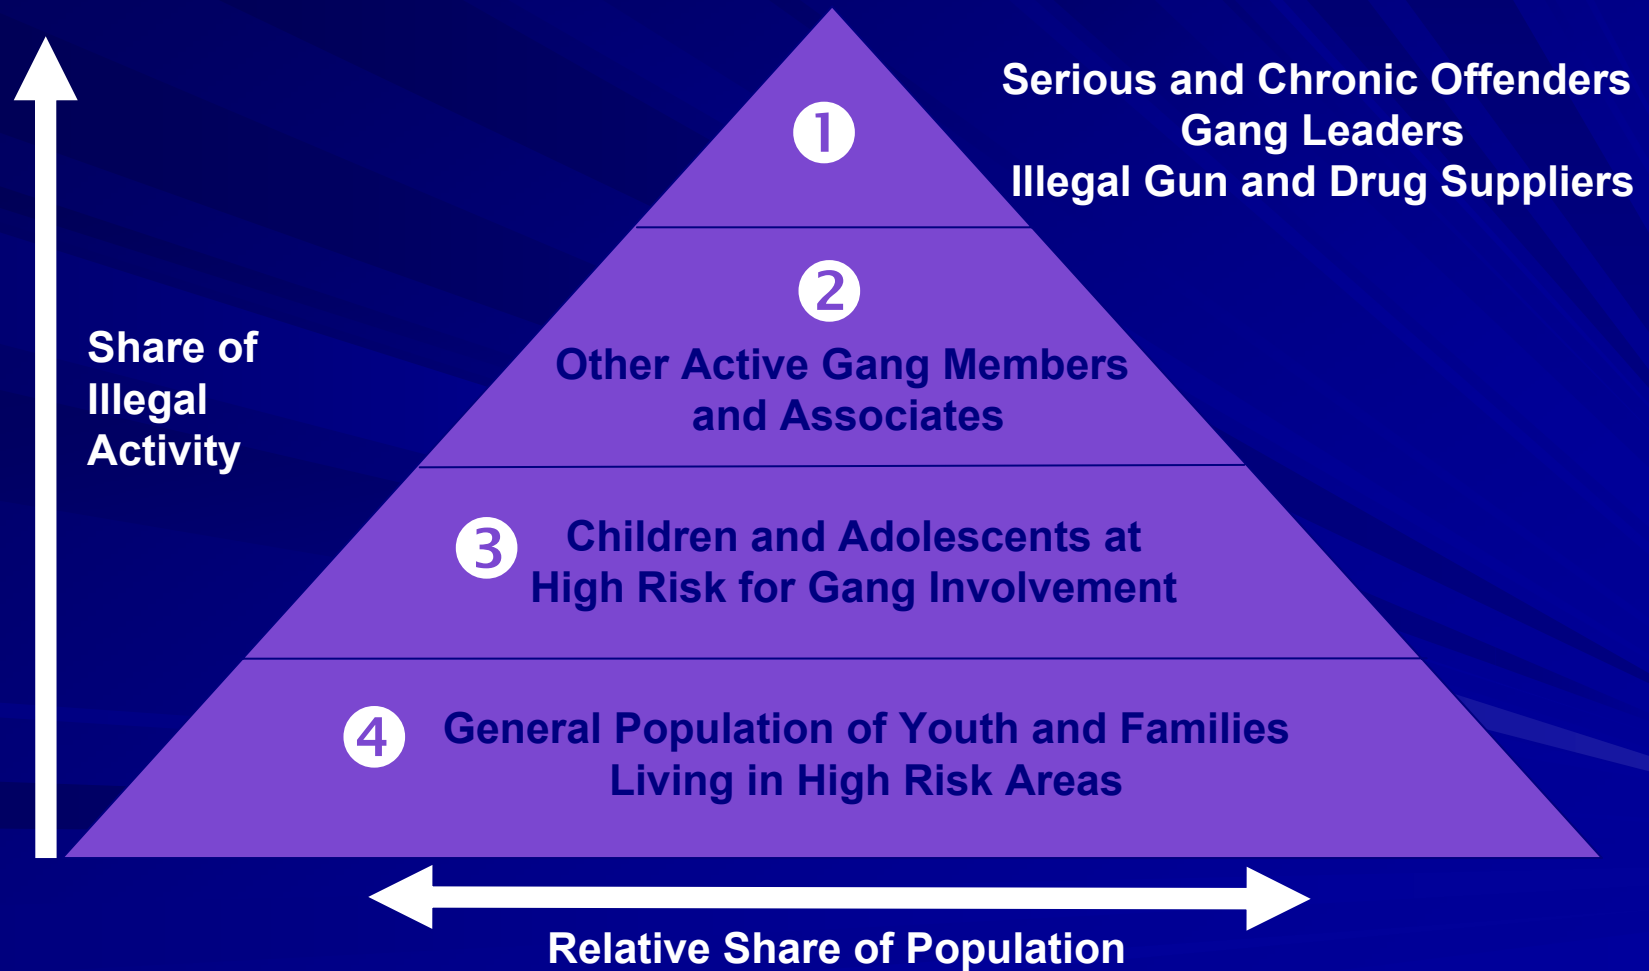 Serious and Chronic Offenders
Gang Leaders
Illegal Gun and Drug Suppliers
1
2
Other Active Gang Members
and Associates
Share of
Illegal
Activity
3
Children and Adolescents at
High Risk for Gang Involvement
4
General Population of Youth and Families
Living in High Risk Areas
Relative Share of Population